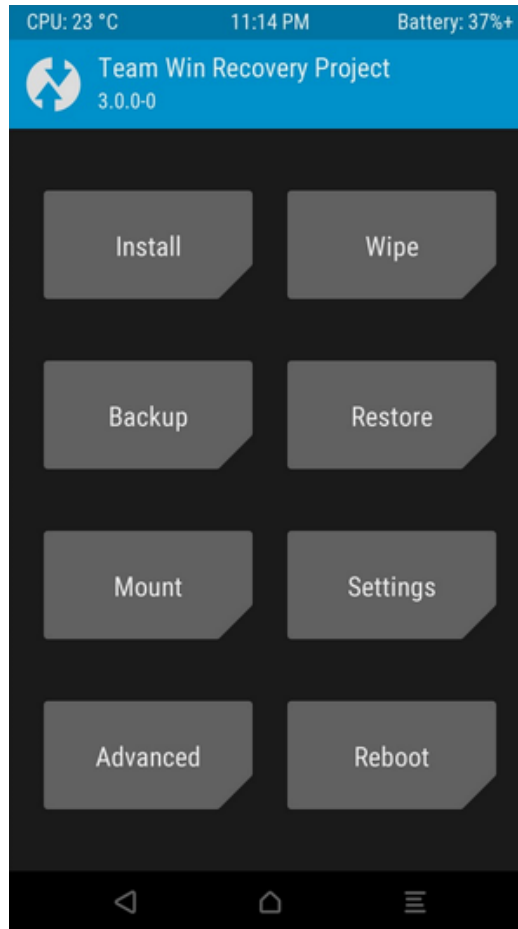 CPU: 23 °C 11:14 PM Battery: 37%+
Team Win Recovery Project
3.0.0-0
Install Wipe
Backup Restore
Mount Settings
Advanced Reboot